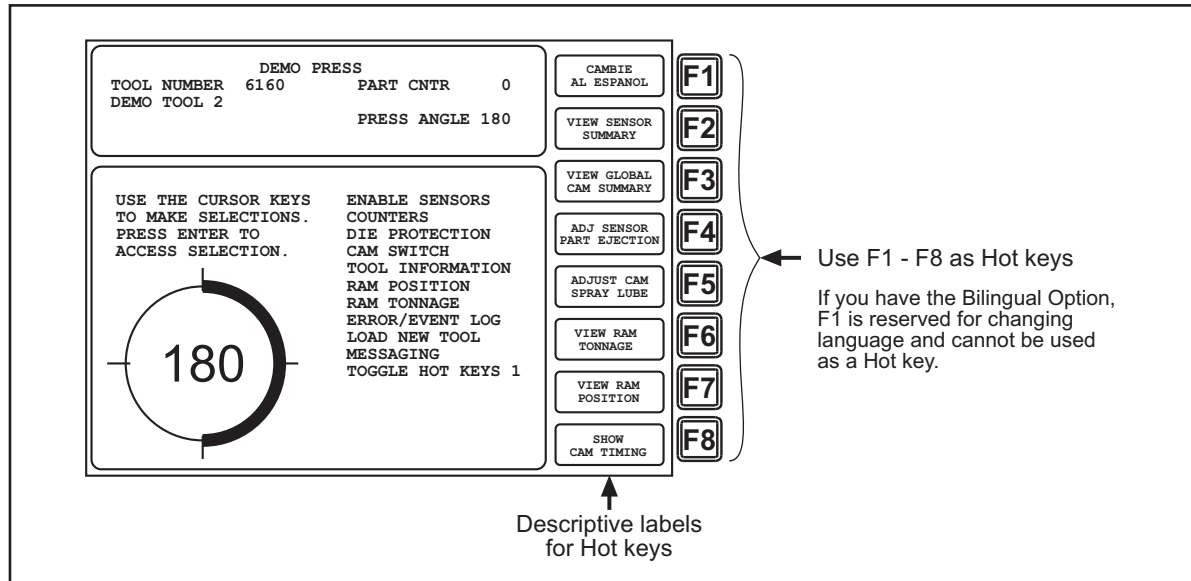 DEMO PRESS
TOOL NUMBER 6160 PART CNTR 0
DEMO TOOL 2
PRESS ANGLE 180
USE THE CURSOR KEYS
TO MAKE SELECTIONS.
PRESS ENTER TO
ACCESS SELECTION.
180
ENABLE SENSORS
COUNTERS
DIE PROTECTION
CAM SWITCH
TOOL INFORMATION
RAM POSITION
RAM TONNAGE
ERROR/EVENT LOG
LOAD NEW TOOL
MESSAGING
TOGGLE HOT KEYS 1
CAMBIE
AL ESPANOL
F1
VIEW SENSOR
SUMMARY
F2
VIEW GLOBAL
CAM SUMMARY
F3
ADJ SENSOR
PART EJECTION
F4
ADJUST CAM
SPRAY LUBE
F5
VIEW RAM
TONNAGE
F6
VIEW RAM
POSITION
F7
SHOW
CAM TIMING
F8
Use F1 - F8 as Hot keys
If you have the Bilingual Option,
F1 is reserved for changing
language and cannot be used
as a Hot key.
Descriptive labels
for Hot keys